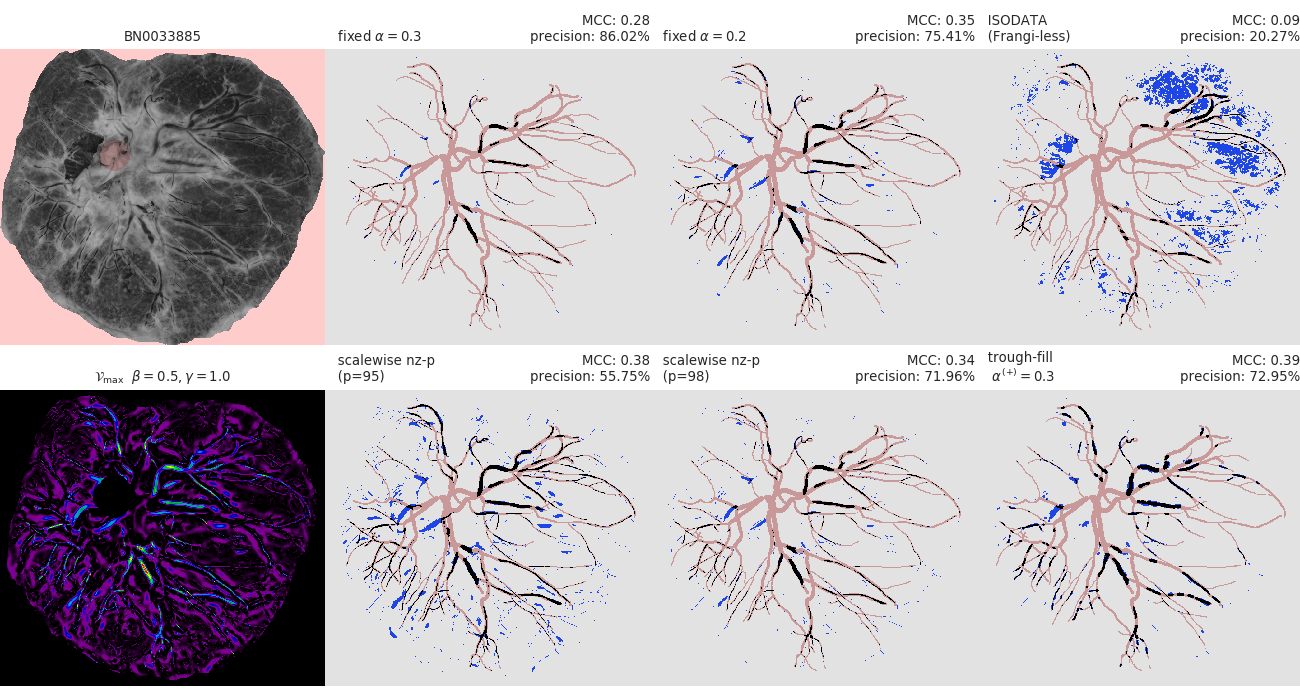 BN0033885
fixed α = 0.3
MCC: 0.28
precision: 86.02%
fixed α = 0.2
MCC: 0.35
precision: 75.41%
ISODATA
(Frangi-less)
MCC: 0.09
precision: 20.27%
𝒱max β = 0.5, γ = 1.0
scalewise nz-p
(p=95)
MCC: 0.38
precision: 55.75%
scalewise nz-p
(p=98)
MCC: 0.34
precision: 71.96%
trough-fill
α(+) = 0.3
MCC: 0.39
precision: 72.95%